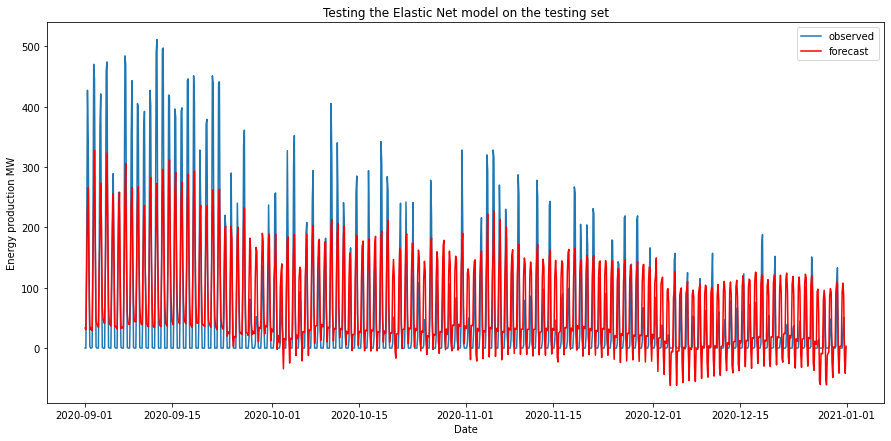 Testing the Elastic Net model on the testing set
observed
forecast
500
400
300
200
100
0
Energy production MW
2020-09-01 2020-09-15 2020-10-01 2020-10-15 2020-11-01 2020-11-15 2020-12-01 2020-12-15 2021-01-01
Date